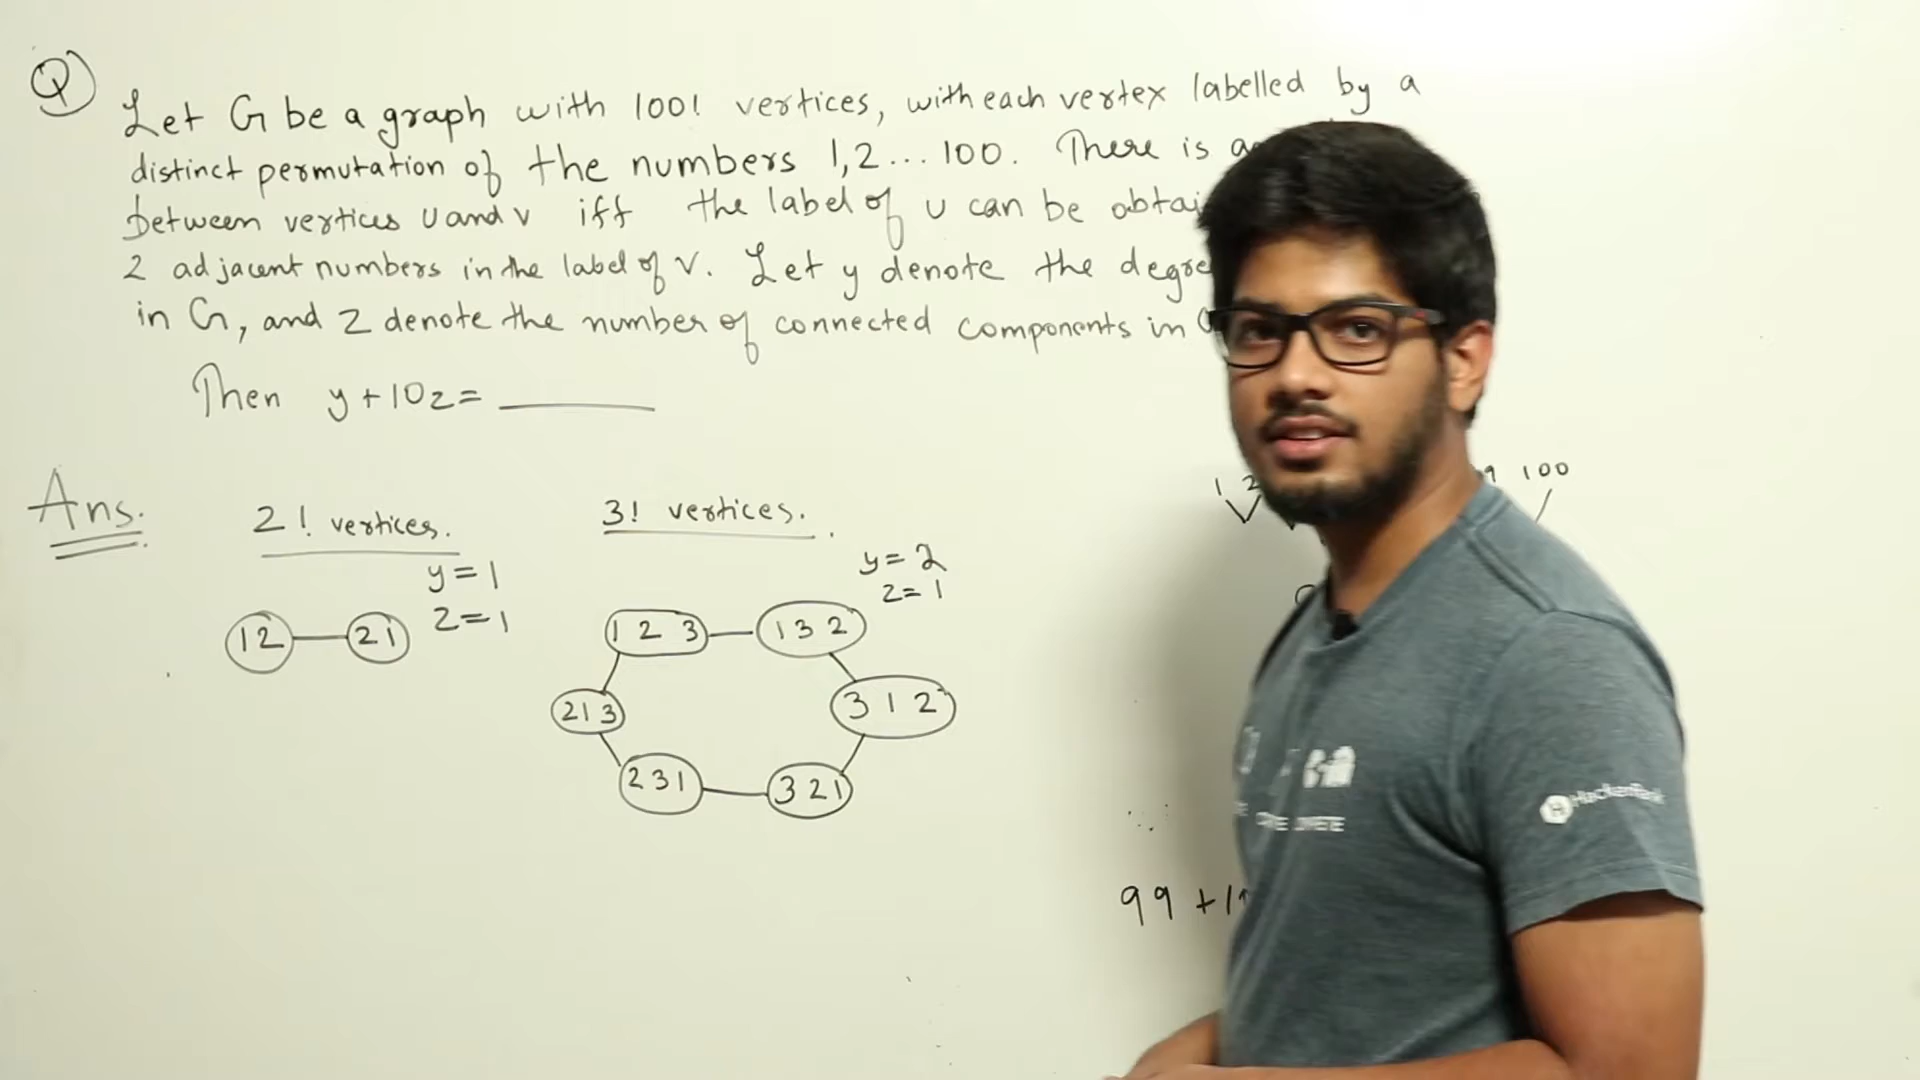 Q)
Let G be a graph with 100! vertices, with each vertex labelled by a
distinct permutation of the numbers 1,2...100. There is
between vertices u and v iff the label of u can be obtai
2 adjacent numbers in the label of v. Let y denote the degre
in G, and z denote the number of connected components in G
Then y+10z= ______
Ans.
2! vertices.
y=1
z=1
12
21
3! vertices.
y=2
z=1
1 2 3
1 3 2
213
3 1 2
2 3 1
3 2 1
1 2
100
99 +1
HackerRank